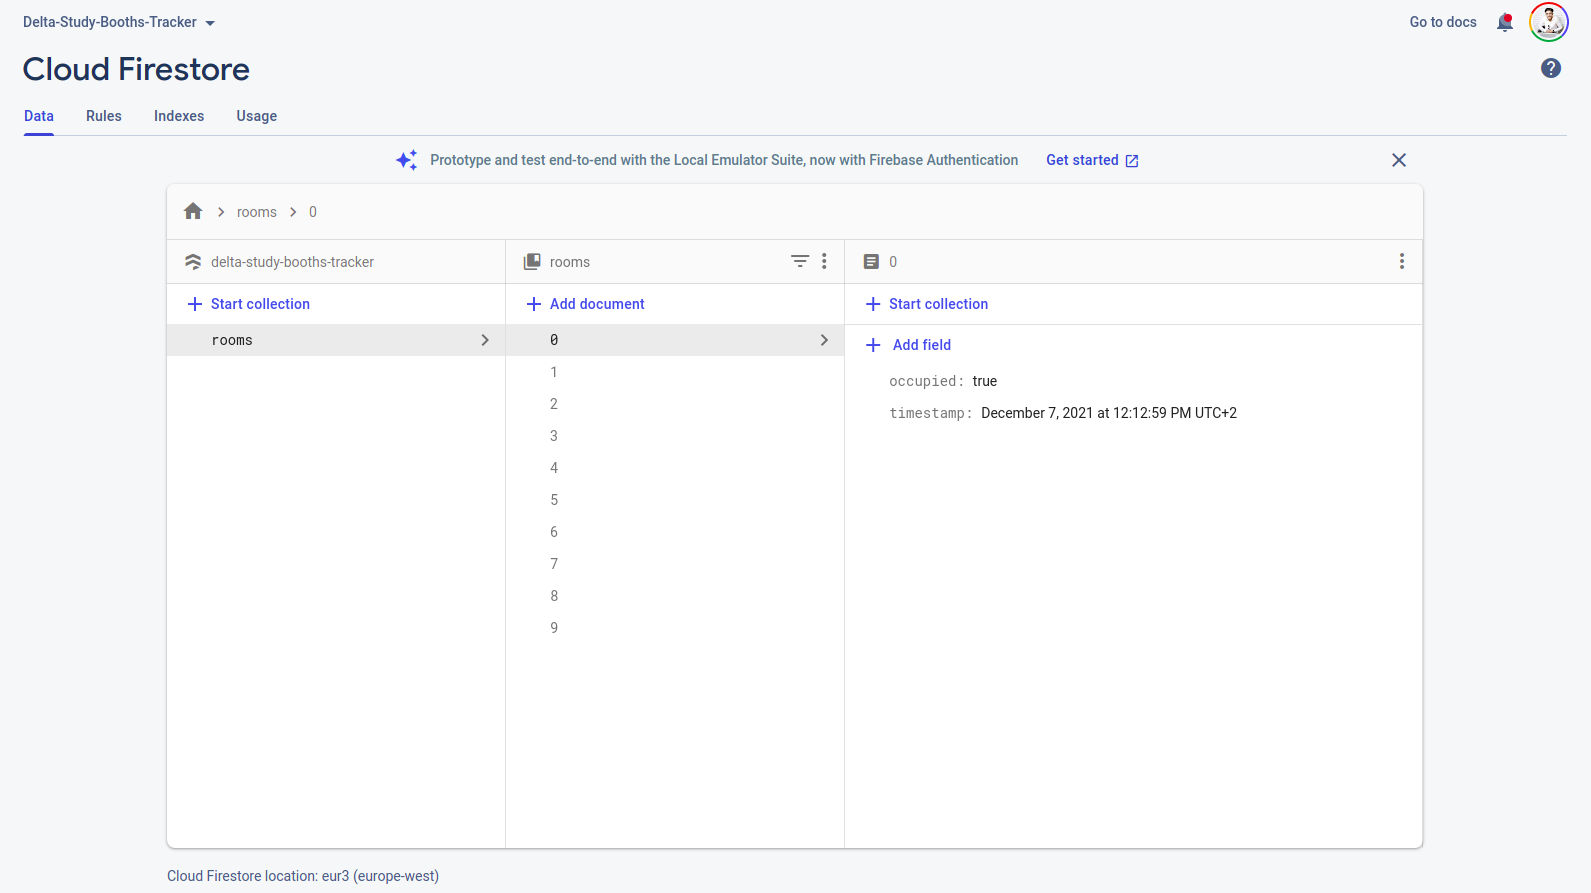 Delta-Study-Booths-Tracker
Go to docs
Cloud Firestore
?
Data Rules Indexes Usage
Prototype and test end-to-end with the Local Emulator Suite, now with Firebase Authentication Get started
rooms 0
delta-study-booths-tracker rooms 0
Start collection Add document Start collection
rooms 0
Add field
1
occupied: true
2
timestamp: December 7, 2021 at 12:12:59 PM UTC+2
3
4
5
6
7
8
9
Cloud Firestore location: eur3 (europe-west)